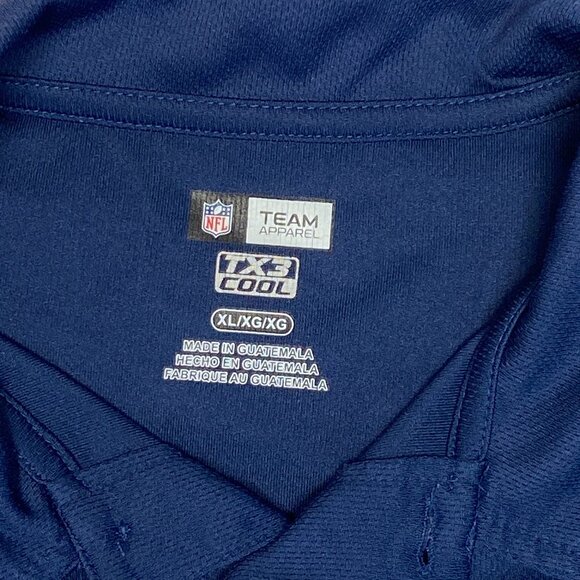 NFL
TEAM
APPAREL
TX3
COOL
XL/XG/XG
MADE IN GUATEMALA
HECHO EN GUATEMALA
FABRIQUE AU GUATEMALA